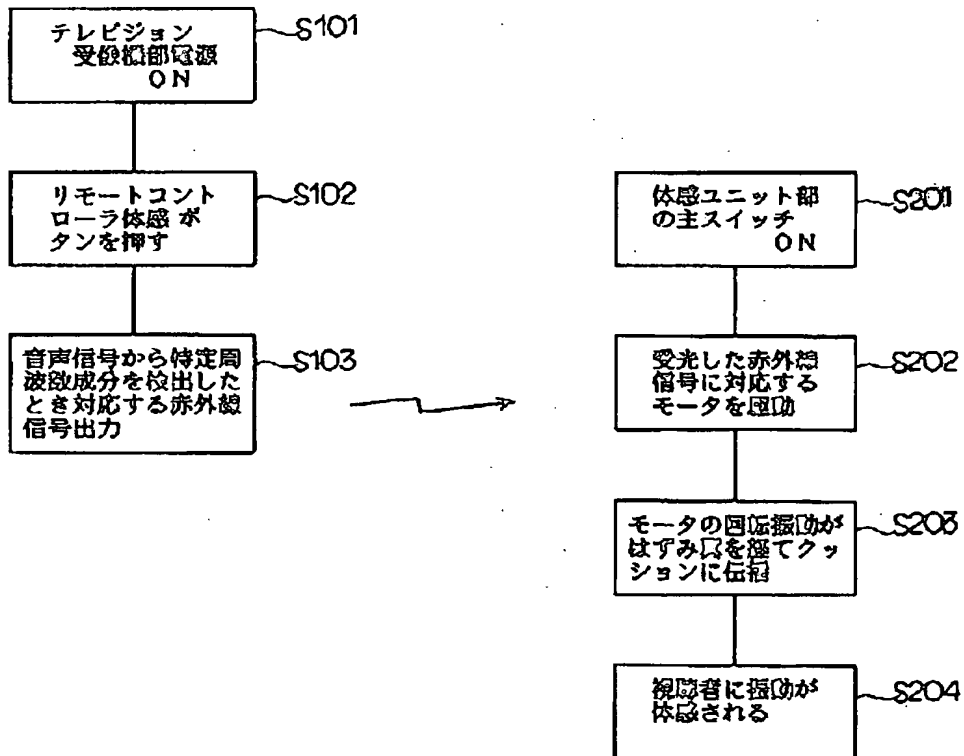 テレビジョン
受像機部電源
ON
S101
リモートコント
ローラ体感ボ
タンを押す
S102
音声信号から特定周
波数成分を検出した
とき対応する赤外線
信号出力
S103
体感ユニット部
の主スイッチ
ON
S201
受光した赤外線
信号に対応する
モータを
S202
モータの回転振動が
はずみ車を経てクッ
ションに伝
S203
視聴者に振動が
体感される
S204